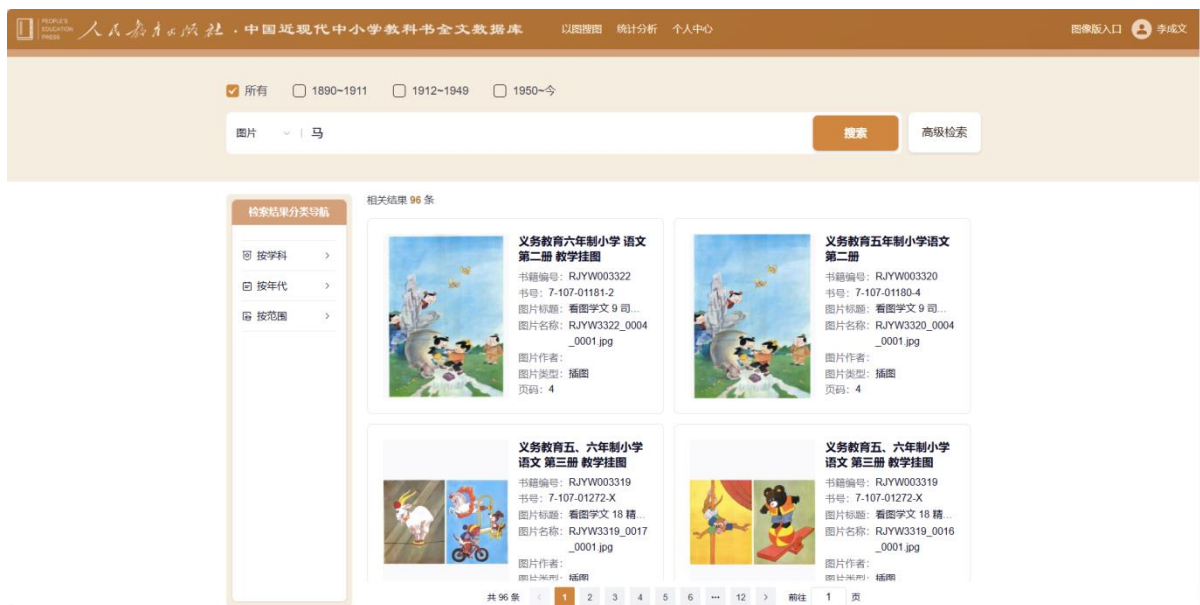 PEOPLE'S
EDUCATION
PRESS
人民教育出版社 · 中国近现代中小学教科书全文数据库
以图搜图 统计分析 个人中心
图像版入口 李成文
所有 1890~1911 1912~1949 1950~今
图片 马
搜索 高级检索
检索结果分类导航
按学科
按年代
按范围
相关结果 96 条
义务教育六年制小学 语文
第二册 教学挂图
书籍编号：RJYW003322
书号：7-107-01181-2
图片标题：看图学文 9 司...
图片名称：RJYW3322_0004
_0001.jpg
图片作者：
图片类型：插图
页码：4
义务教育五年制小学语文
第二册
书籍编号：RJYW003320
书号：7-107-01180-4
图片标题：看图学文 9 司...
图片名称：RJYW3320_0004
_0001.jpg
图片作者：
图片类型：插图
页码：4
义务教育五、六年制小学
语文 第三册 教学挂图
书籍编号：RJYW003319
书号：7-107-01272-X
图片标题：看图学文 18 精...
图片名称：RJYW3319_0017
_0001.jpg
图片作者：
图片类型：插图
义务教育五、六年制小学
语文 第三册 教学挂图
书籍编号：RJYW003319
书号：7-107-01272-X
图片标题：看图学文 18 精...
图片名称：RJYW3319_0016
_0001.jpg
图片作者：
图片类型：插图
共 96 条 1 2 3 4 5 6 ··· 12 前往 1 页